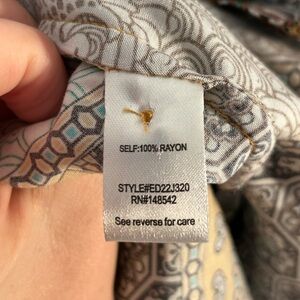 SELF:100% RAYON
STYLE#ED22J320
RN#148542
See reverse for care